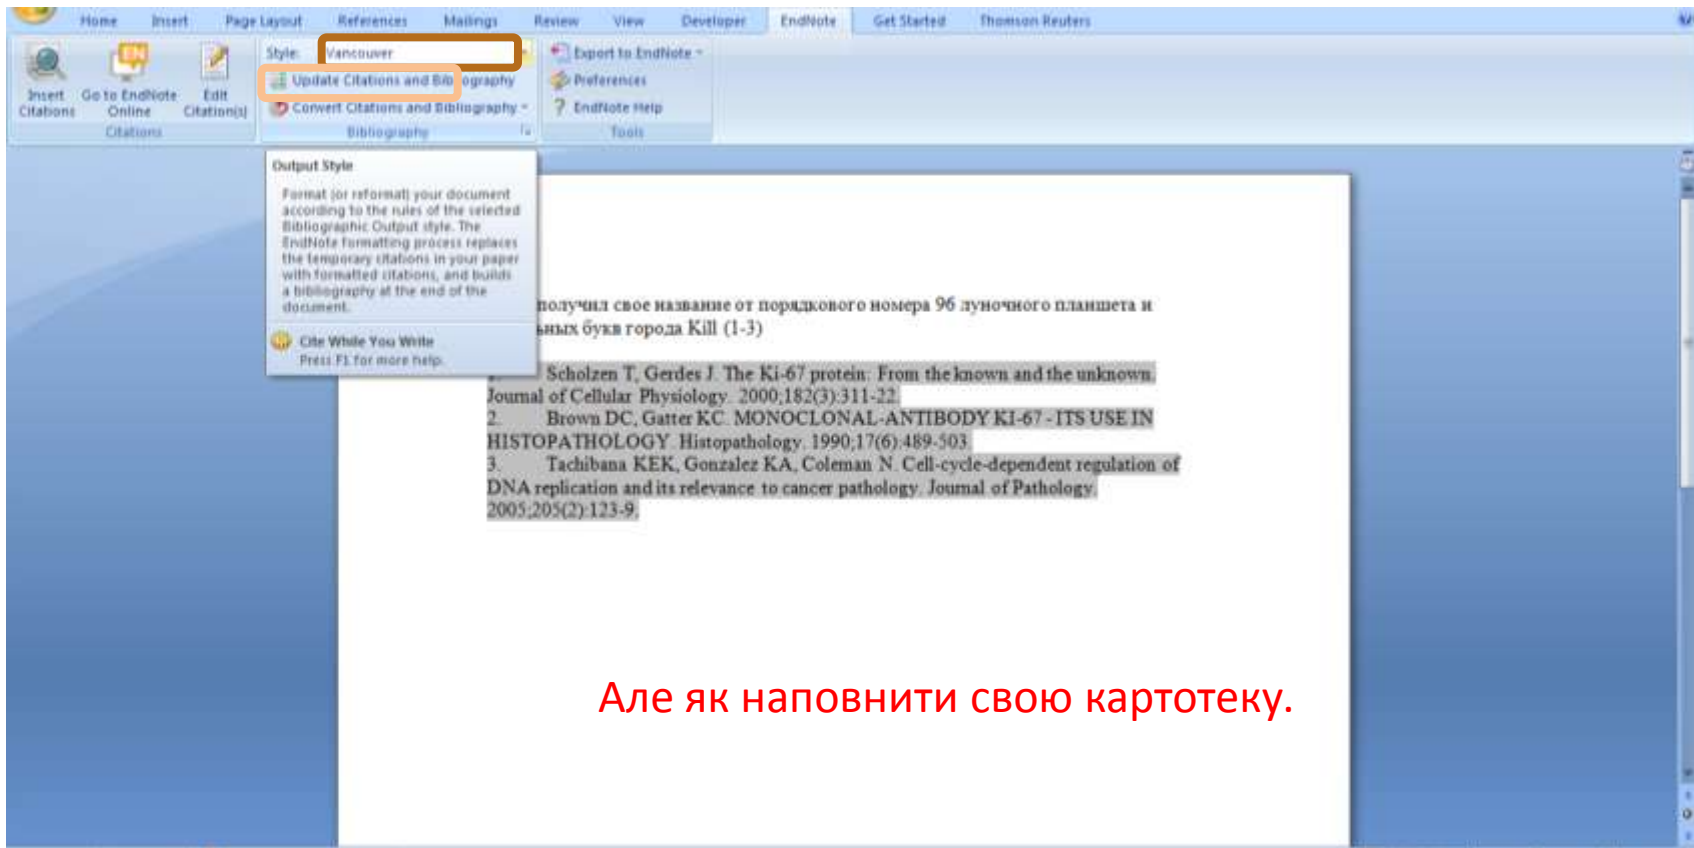 Home Insert Page Layout References Mailings Review View Developer EndNote Get Started Thomson Reuters
Insert Citations
Go to EndNote Online
Edit Citation(s)
Citations
Style: Vancouver
Update Citations and Bibliography
Convert Citations and Bibliography
Bibliography
Export to EndNote
Preferences
EndNote Help
Tools
Output Style
Format (or reformat) your document
according to the rules of the selected
Bibliographic Output style. The
EndNote formatting process replaces
the temporary citations in your paper
with formatted citations, and builds
a bibliography at the end of the
document.
Cite While You Write
Press F1 for more help.
получил свое название от порядкового номера 96 луночного планшета и
ьных букв города Kill (1-3)
1. Scholzen T, Gerdes J. The Ki-67 protein: From the known and the unknown.
Journal of Cellular Physiology. 2000;182(3):311-22.
2. Brown DC, Gatter KC. MONOCLONAL-ANTIBODY KI-67 - ITS USE IN
HISTOPATHOLOGY. Histopathology. 1990;17(6):489-503.
3. Tachibana KEK, Gonzalez KA, Coleman N. Cell-cycle-dependent regulation of
DNA replication and its relevance to cancer pathology. Journal of Pathology.
2005;205(2):123-9.
Але як наповнити свою картотеку.